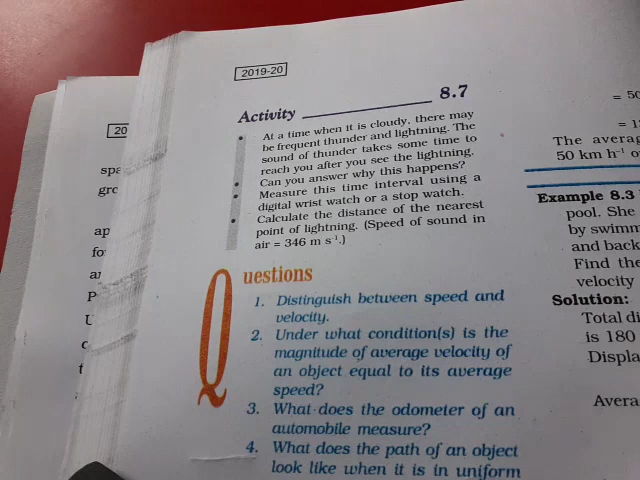 2019-20
Activity 8.7
• At a time when it is cloudy, there may
be frequent thunder and lightning. The
sound of thunder takes some time to
reach you after you see the lightning.
• Can you answer why this happens?
• Measure this time interval using a
digital wrist watch or a stop watch.
• Calculate the distance of the nearest
point of lightning. (Speed of sound in
air = 346 m s⁻¹.)
Questions
1. Distinguish between speed and
velocity.
2. Under what condition(s) is the
magnitude of average velocity of
an object equal to its average
speed?
3. What does the odometer of an
automobile measure?
4. What does the path of an object
look like when it is in uniform
20
= 50
The
50 km h⁻¹
Example 8.3
pool. She
by
and back
Find the
velocity
Solution:
Total
is 180